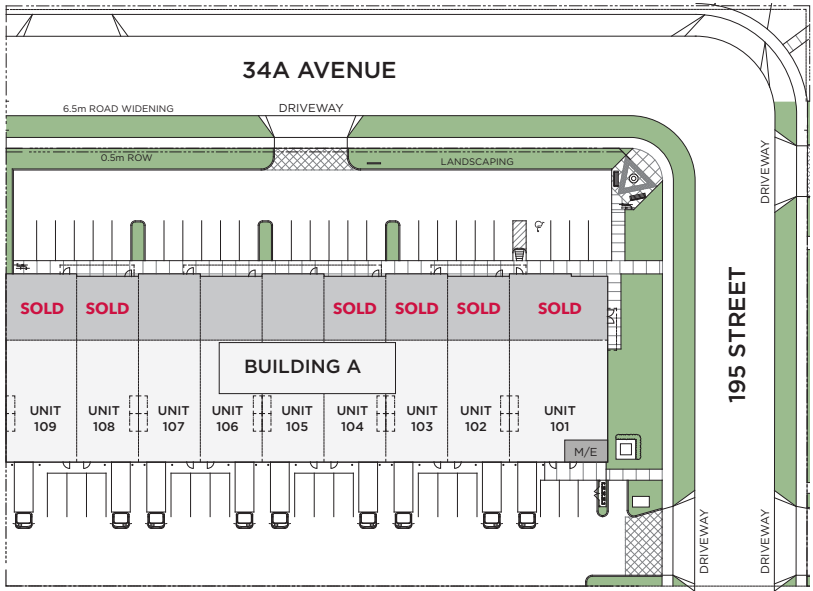 34A AVENUE
6.5m ROAD WIDENING
DRIVEWAY
0.5m ROW
LANDSCAPING
DRIVEWAY
195 STREET
SOLD
SOLD
SOLD
SOLD
SOLD
SOLD
BUILDING A
UNIT
109
UNIT
108
UNIT
107
UNIT
106
UNIT
105
UNIT
104
UNIT
103
UNIT
102
UNIT
101
M/E
DRIVEWAY
DRIVEWAY